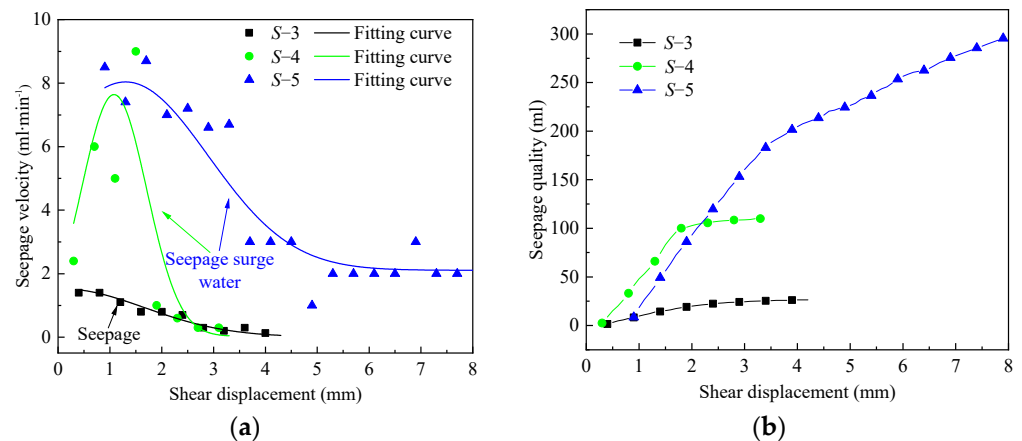 10
8
6
4
2
0
Seepage velocity (ml·min⁻¹)
S−3 Fitting curve
S−4 Fitting curve
S−5 Fitting curve
Seepage surge
water
Seepage
0 1 2 3 4 5 6 7 8
Shear displacement (mm)
(a)
300
250
200
150
100
50
0
Seepage quality (ml)
S−3
S−4
S−5
0 1 2 3 4 5 6 7 8
Shear displacement (mm)
(b)